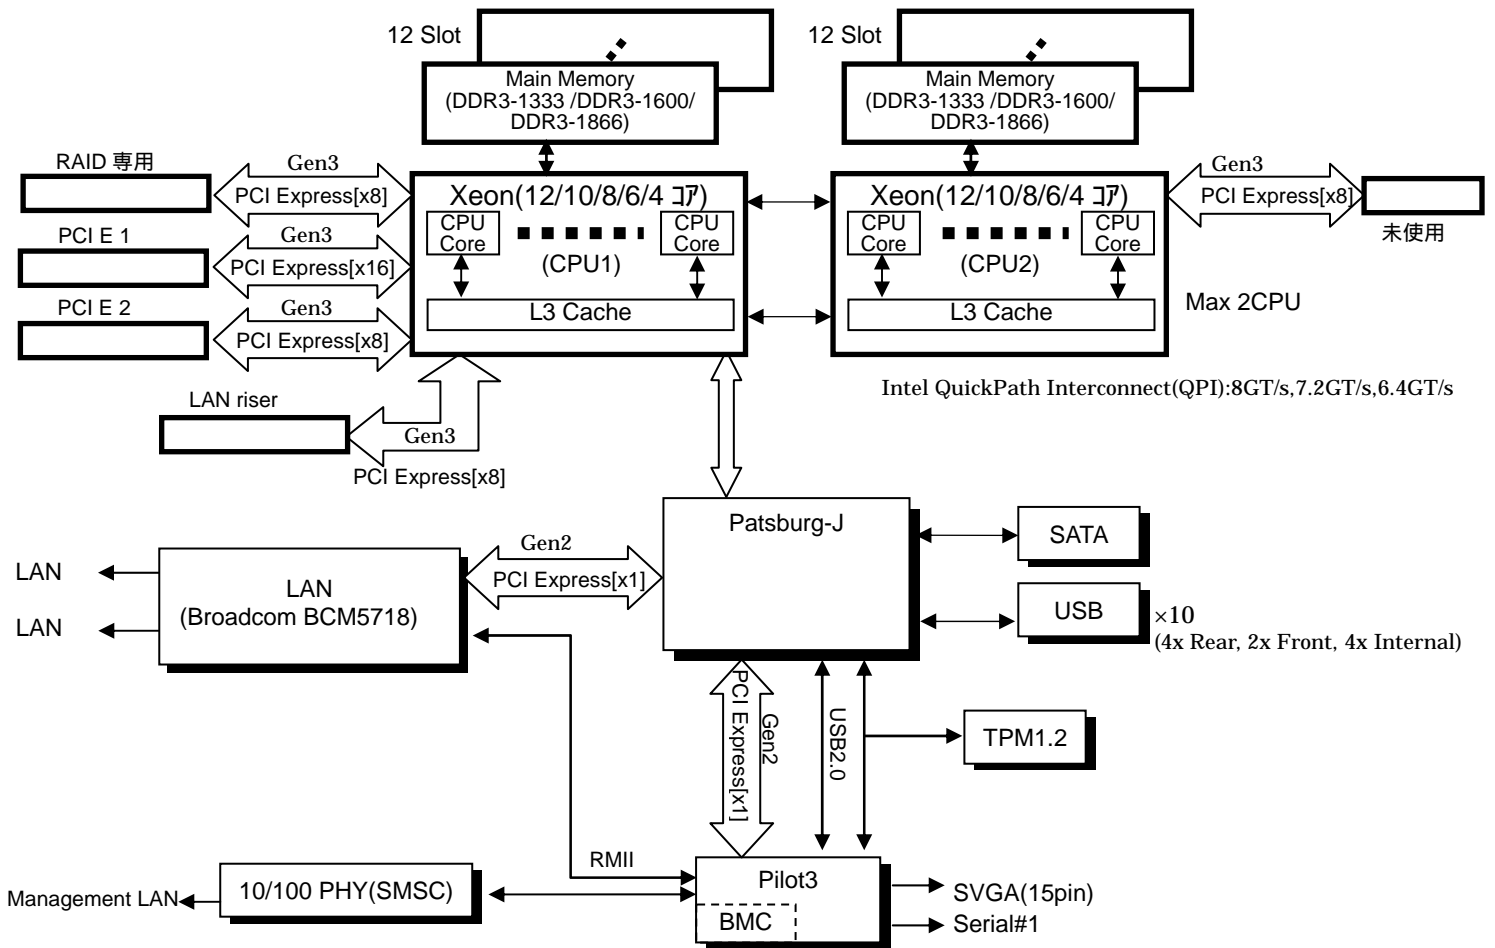 12 Slot
12 Slot
Main Memory
(DDR3-1333 /DDR3-1600/
DDR3-1866)
Main Memory
(DDR3-1333 /DDR3-1600/
DDR3-1866)
RAID 専用
Gen3
PCI Express[x8]
PCI E 1
Gen3
PCI Express[x16]
PCI E 2
Gen3
PCI Express[x8]
Xeon(12/10/8/6/4 ｺｱ)
CPU
Core
CPU
Core
(CPU1)
L3 Cache
Xeon(12/10/8/6/4 ｺｱ)
CPU
Core
CPU
Core
(CPU2)
L3 Cache
Gen3
PCI Express[x8]
未使用
Max 2CPU
Intel QuickPath Interconnect(QPI):8GT/s,7.2GT/s,6.4GT/s
LAN riser
Gen3
PCI Express[x8]
Patsburg-J
SATA
USB
×10
(4x Rear, 2x Front, 4x Internal)
LAN
LAN
LAN
(Broadcom BCM5718)
Gen2
PCI Express[x1]
Gen2
PCI Express[x1]
USB2.0
TPM1.2
RMII
Management LAN
10/100 PHY(SMSC)
Pilot3
BMC
SVGA(15pin)
Serial#1